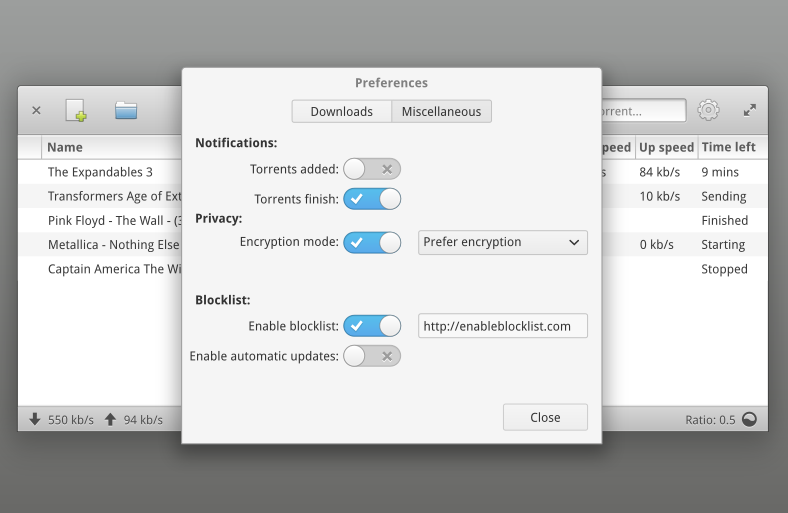 Preferences
Downloads Miscellaneous
orrent...
Notifications:
Torrents added:
Torrents finish:
Privacy:
Encryption mode: Prefer encryption
Blocklist:
Enable blocklist: http://enableblocklist.com
Enable automatic updates:
Close
Name peed Up speed Time left
The Expandables 3 s 84 kb/s 9 mins
Transformers Age of Ext 10 kb/s Sending
Pink Floyd - The Wall - (3 Finished
Metallica - Nothing Else 0 kb/s Starting
Captain America The Wi Stopped
550 kb/s 94 kb/s Ratio: 0.5